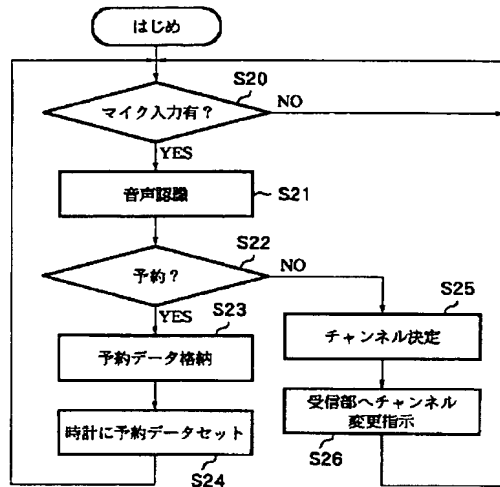 はじめ
S20
マイク入力有？
NO
YES
音声認識
S21
S22
予約？
NO
YES
S23
予約データ格納
時計に予約データセット
S24
S25
チャンネル決定
受信部へチャンネル
変更指示
S26